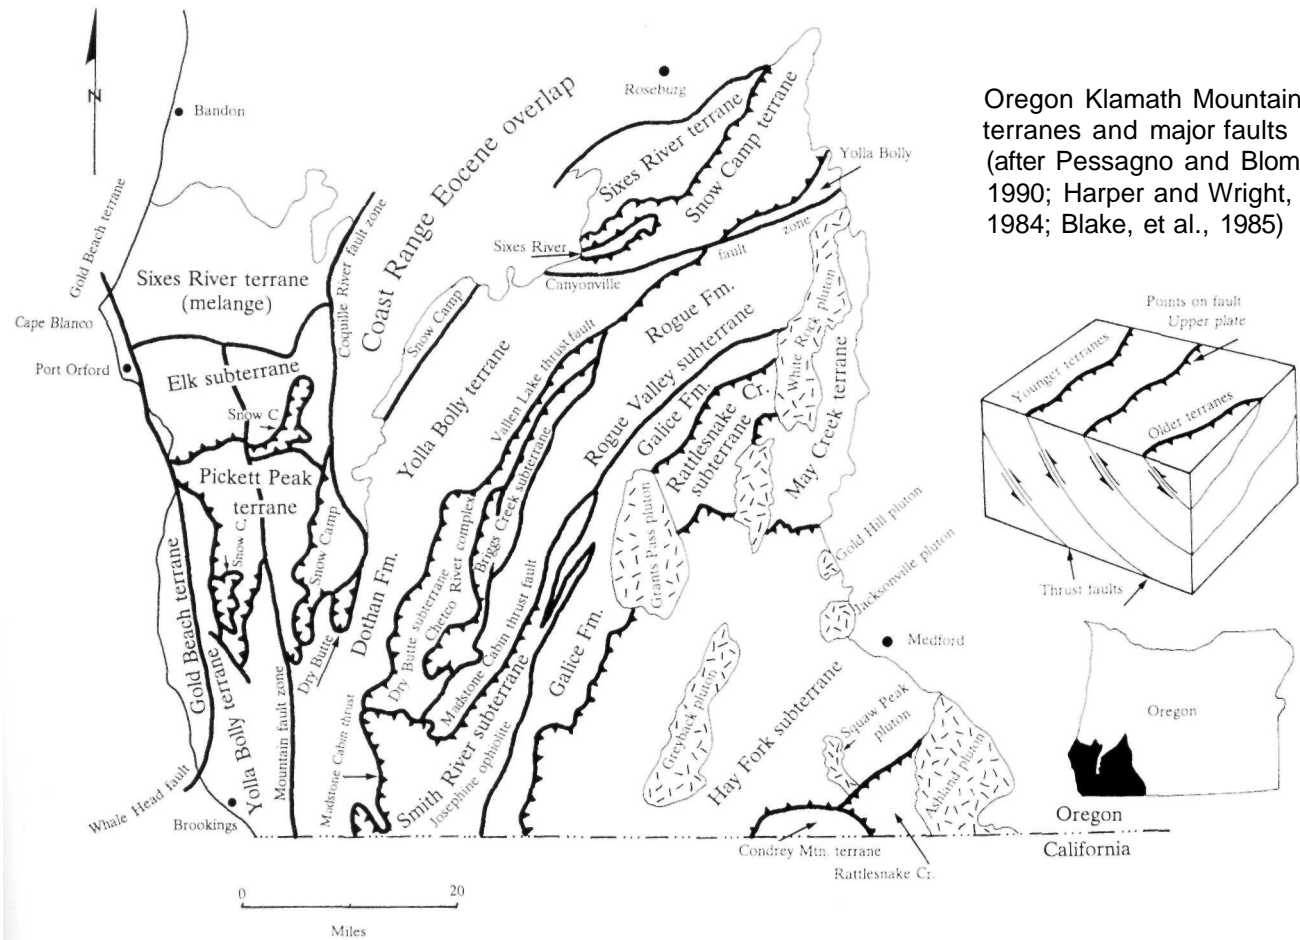 Oregon Klamath Mountain
terranes and major faults
(after Pessagno and Blom
1990; Harper and Wright,
1984; Blake, et al., 1985)
N
Bandon
Roseburg
Gold Beach terrane
Coast Range Eocene overlap
Sixes River terrane
Snow Camp terrane
Yolla Bolly
Coquille River fault zone
Sixes River terrane
(melange)
Sixes River
Canyonville
fault
zone
Cape Blanco
Port Orford
Elk subterrane
Snow C.
Snow Camp
Yolla Bolly terrane
Vallen Lake thrust fault
Rogue Fm.
Rogue Valley subterrane
Galice Fm.
Rattlesnake Cr.
subterrane
White Rock pluton
May Creek terrane
Pickett Peak
terrane
Snow C.
Snow Camp
Dothan Fm.
Dry Butte
Dry Butte subterrane
Chetco River complex
Briggs Creek subterrane
Madstone Cabin thrust fault
Grants Pass pluton
Gold Hill pluton
Jacksonville pluton
Medford
Gold Beach terrane
Yolla Bolly terrane
Mountain fault zone
Madstone Cabin thrust
Smith River subterrane
Josephine ophiolite
Galice Fm.
Greyback pluton
Hay Fork subterrane
Squaw Peak
pluton
Ashland pluton
Whale Head fault
Brookings
Condrey Mtn. terrane
Rattlesnake Cr.
0
20
Miles
Points on fault
Upper plate
Younger terranes
Older terranes
Thrust faults
Oregon
Oregon
California